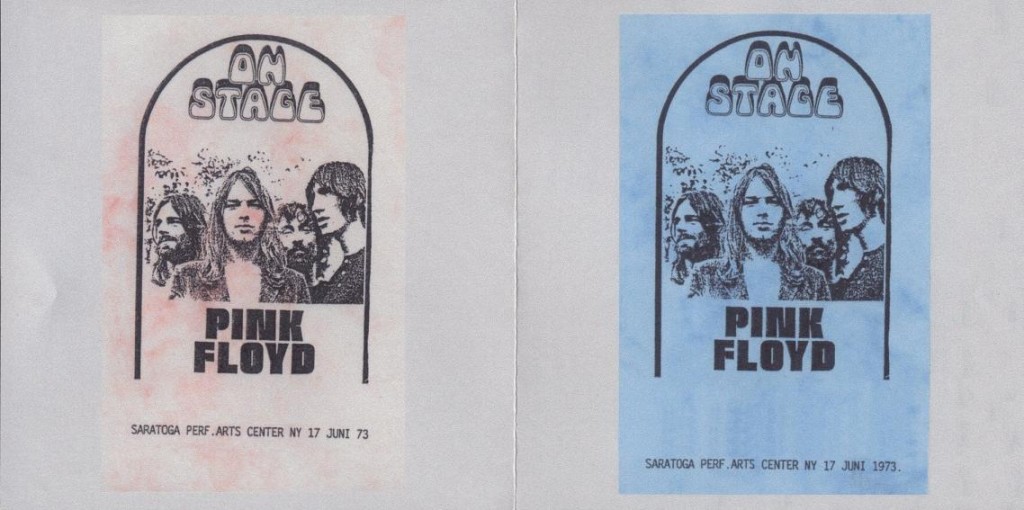 ON
STAGE
PINK
FLOYD
SARATOGA PERF.ARTS CENTER NY 17 JUNI 73
ON
STAGE
PINK
FLOYD
SARATOGA PERF.ARTS CENTER NY 17 JUNI 1973.